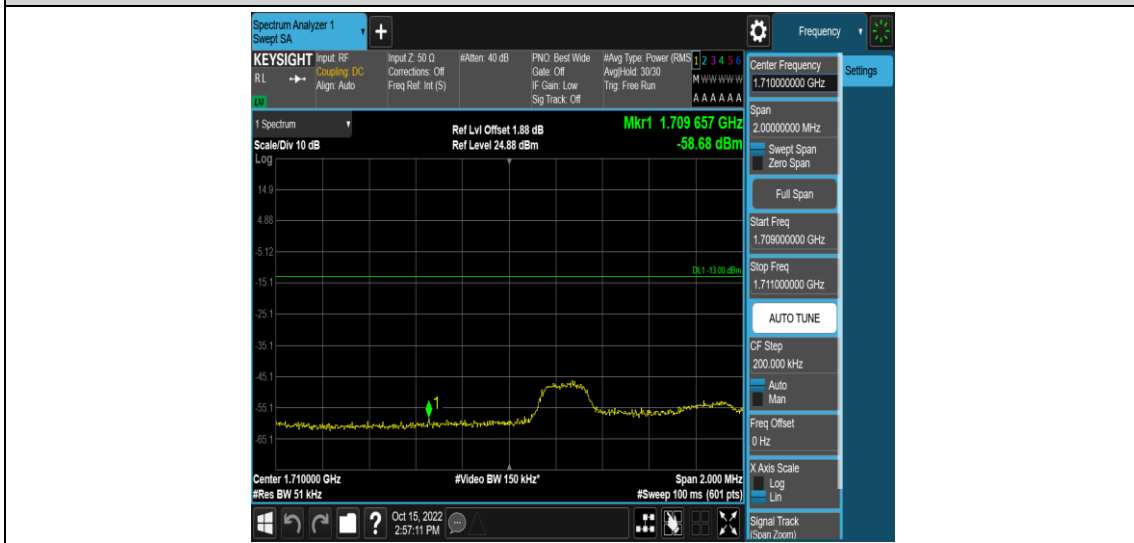 Spectrum Analyzer 1
Swept SA
+
Frequency
KEYSIGHT
RL
LXI
Input: RF
Coupling: DC
Align: Auto
Input Z: 50 Ω
Corrections: Off
Freq Ref: Int (S)
#Atten: 40 dB
PNO: Best Wide
Gate: Off
IF Gain: Low
Sig Track: Off
#Avg Type: Power (RMS
Avg|Hold: 30/30
Trig: Free Run
1 2 3 4 5 6
M W W W W W
A A A A A A
1 Spectrum
Scale/Div 10 dB
Log
Ref Lvl Offset 1.88 dB
Ref Level 24.88 dBm
Mkr1 1.709 657 GHz
-58.68 dBm
14.9
4.88
-5.12
DL1 -13.00 dBm
-15.1
-25.1
-35.1
-45.1
1
-55.1
-65.1
Center 1.710000 GHz
#Res BW 51 kHz
#Video BW 150 kHz*
Span 2.000 MHz
#Sweep 100 ms (601 pts)
?
Oct 15, 2022
2:57:11 PM
Center Frequency
1.710000000 GHz
Settings
Span
2.00000000 MHz
Swept Span
Zero Span
Full Span
Start Freq
1.709000000 GHz
Stop Freq
1.711000000 GHz
AUTO TUNE
CF Step
200.000 kHz
Auto
Man
Freq Offset
0 Hz
X Axis Scale
Log
Lin
Signal Track
(Span Zoom)